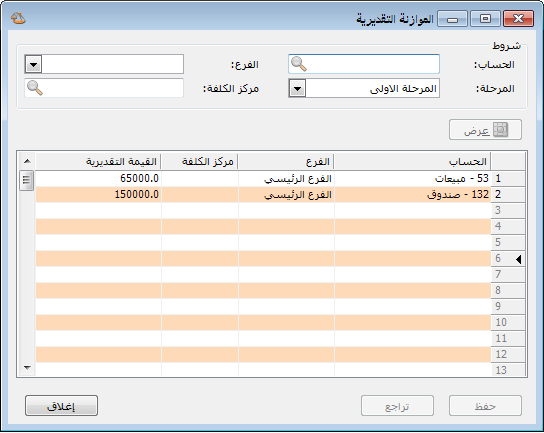 الموازنة التقديرية
شروط
الحساب: الفرع:
المرحلة: المرحلة الاولى مركز الكلفة:
عرض
الحساب الفرع مركز الكلفة القيمة التقديرية
1 53 - مبيعات الفرع الرئيسي 65000.0
2 132 - صندوق الفرع الرئيسي 150000.0
3
4
5
6
7
8
9
10
11
12
13
حفظ تراجع إغلاق